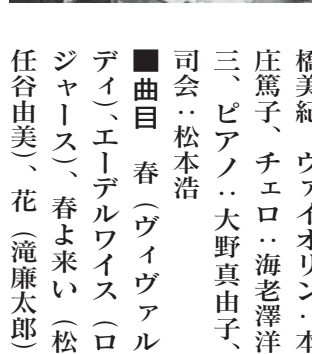 橋美紀、ヴァイオリン：本
庄篤子、チェロ：海老澤洋
三、ピアノ：大野真由子、
司会：松本浩
■曲目　春（ヴィヴァル
ディ）、エーデルワイス（ロ
ジャース）、春よ来い（松
任谷由美）、花（滝廉太郎）